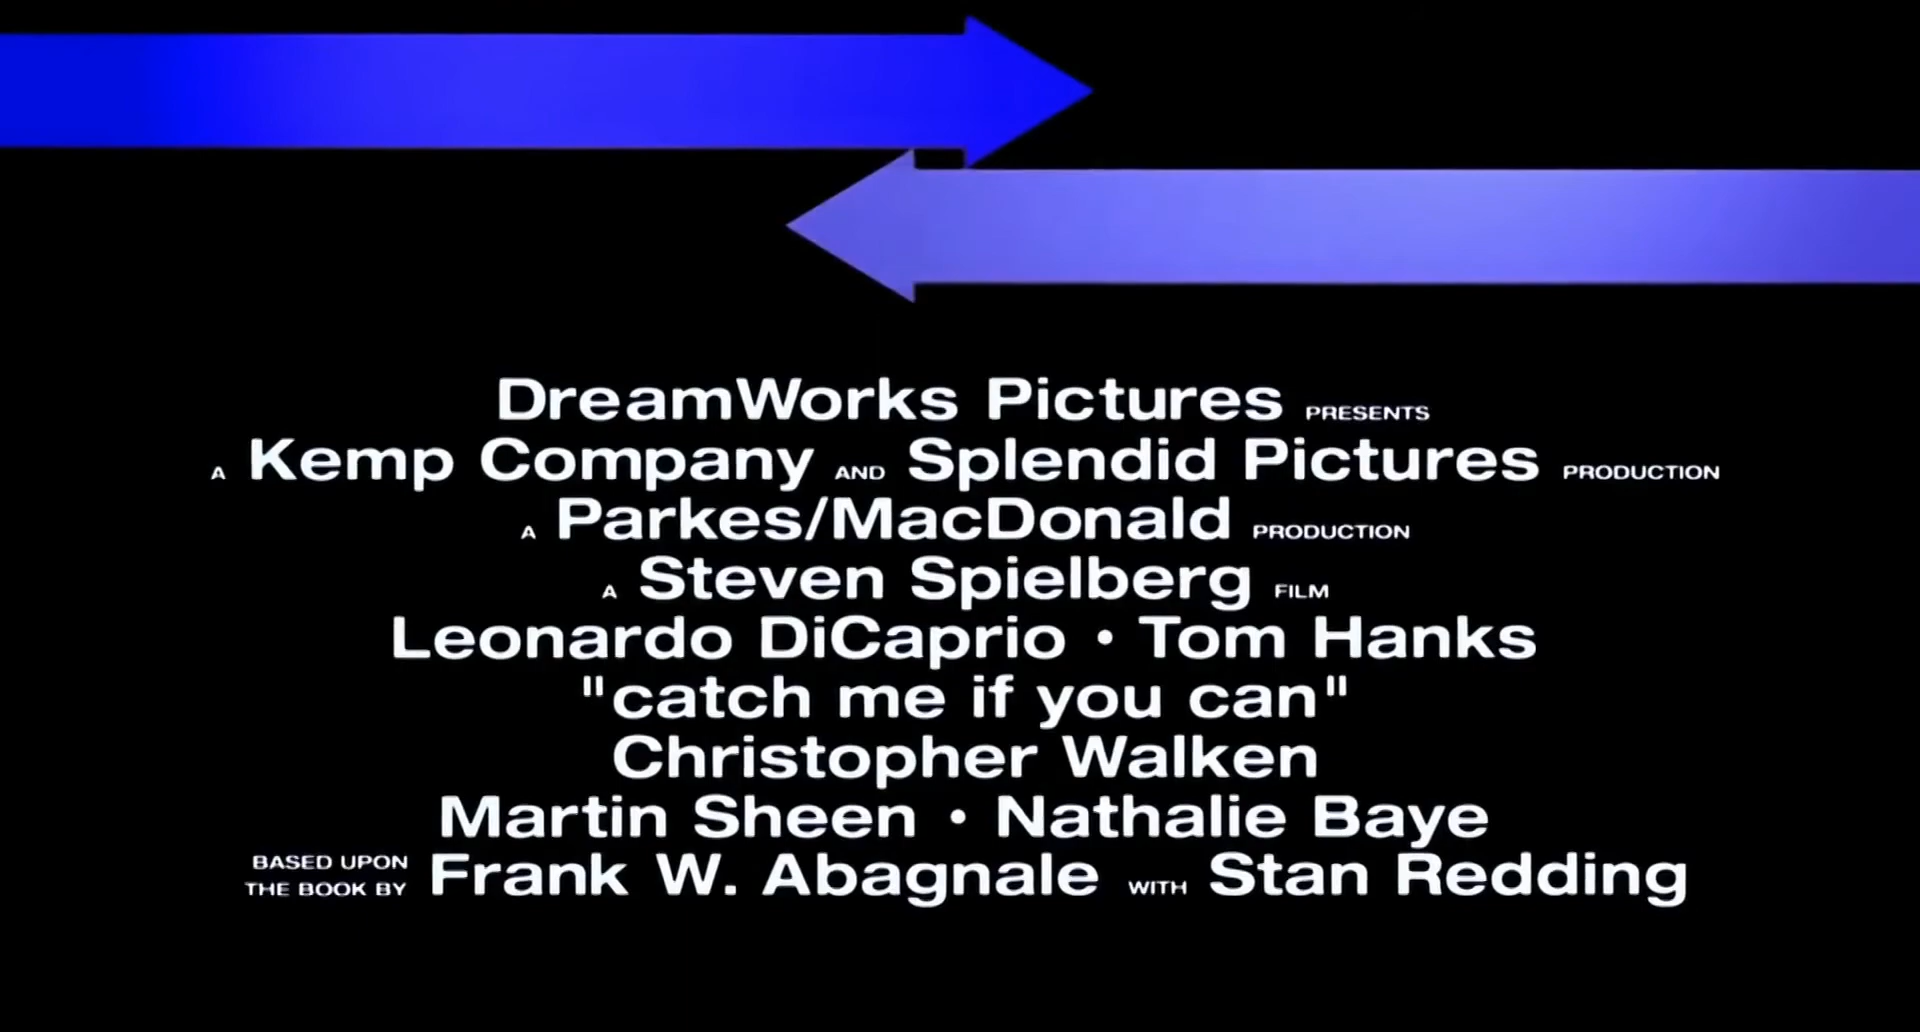 DreamWorks Pictures PRESENTS
A Kemp Company AND Splendid Pictures PRODUCTION
A Parkes/MacDonald PRODUCTION
A Steven Spielberg FILM
Leonardo DiCaprio • Tom Hanks
"catch me if you can"
Christopher Walken
Martin Sheen • Nathalie Baye
BASED UPON THE BOOK BY Frank W. Abagnale WITH Stan Redding